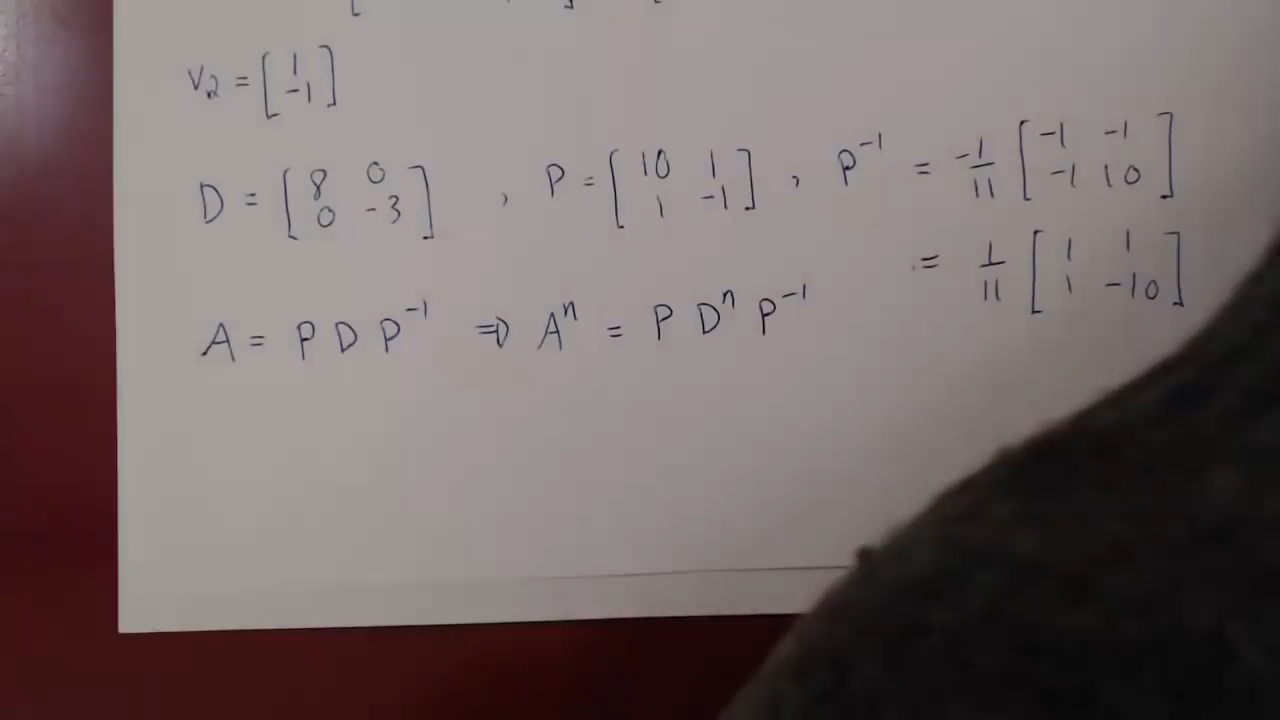 V₂ = [1 -1]
D = [8 0; 0 -3] , P = [10 1; 1 -1] , P⁻¹ = -1/11 [-1 -1; -1 10]
= 1/11 [1 1; 1 -10]
A = P D P⁻¹ ⇒ Aⁿ = P Dⁿ P⁻¹